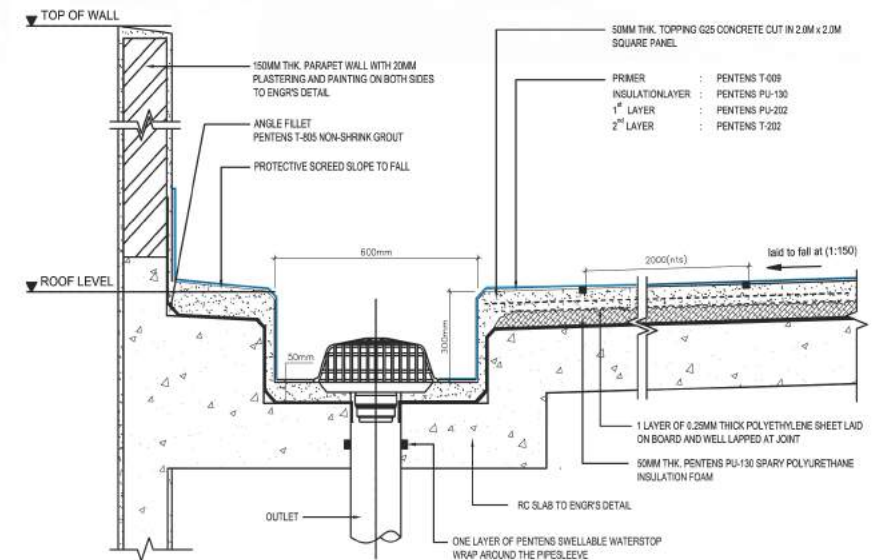 TOP OF WALL
50MM THK. TOPPING G25 CONCRETE CUT IN 2.0M x 2.0M
SQUARE PANEL
150MM THK. PARAPET WALL WITH 20MM
PLASTERING AND PAINTING ON BOTH SIDES
TO ENGR'S DETAIL
PRIMER : PENTENS T-009
INSULATIONLAYER : PENTENS PU-130
1st LAYER : PENTENS PU-202
2nd LAYER : PENTENS T-202
ANGLE FILLET
PENTENS T-805 NON-SHRINK GROUT
PROTECTIVE SCREED SLOPE TO FALL
600mm
2000(nts)
laid to fall at (1:150)
ROOF LEVEL
300mm
50mm
1 LAYER OF 0.25MM THICK POLYETHYLENE SHEET LAID
ON BOARD AND WELL LAPPED AT JOINT
50MM THK. PENTENS PU-130 SPARY POLYURETHANE
INSULATION FOAM
RC SLAB TO ENGR'S DETAIL
OUTLET
ONE LAYER OF PENTENS SWELLABLE WATERSTOP
WRAP AROUND THE PIPESLEEVE